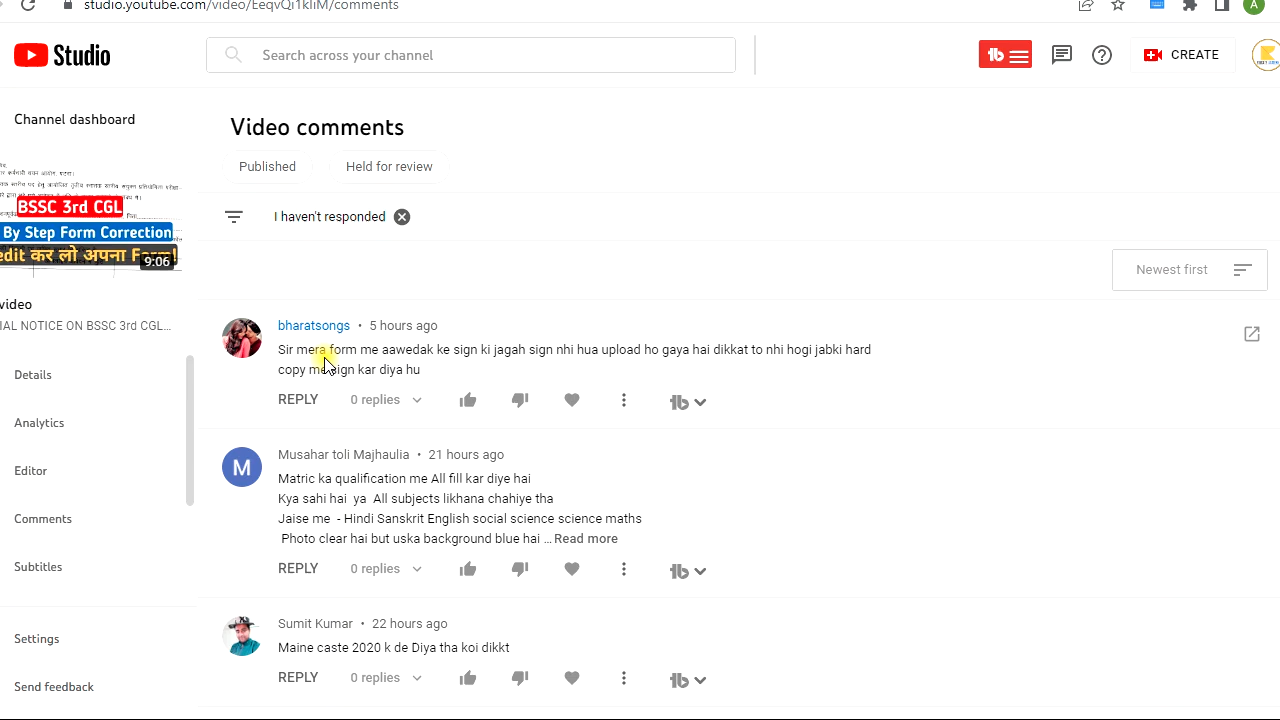 studio.youtube.com/video/EeqvQi1kIiM/comments
A
Studio
Search across your channel
CREATE
Channel dashboard
BSSC 3rd CGL
By Step Form Correction
edit कर लो अपना Form!
9:06
video
IAL NOTICE ON BSSC 3rd CGL...
Details
Analytics
Editor
Comments
Subtitles
Settings
Send feedback
Video comments
Published
Held for review
I haven't responded
Newest first
bharatsongs • 5 hours ago
Sir mera form me aawedak ke sign ki jagah sign nhi hua upload ho gaya hai dikkat to nhi hogi jabki hard
copy me sign kar diya hu
REPLY 0 replies
M
Musahar toli Majhaulia • 21 hours ago
Matric ka qualification me All fill kar diye hai
Kya sahi hai ya All subjects likhana chahiye tha
Jaise me - Hindi Sanskrit English social science science maths
Photo clear hai but uska background blue hai ...Read more
REPLY 0 replies
Sumit Kumar • 22 hours ago
Maine caste 2020 k de Diya tha koi dikkt
REPLY 0 replies